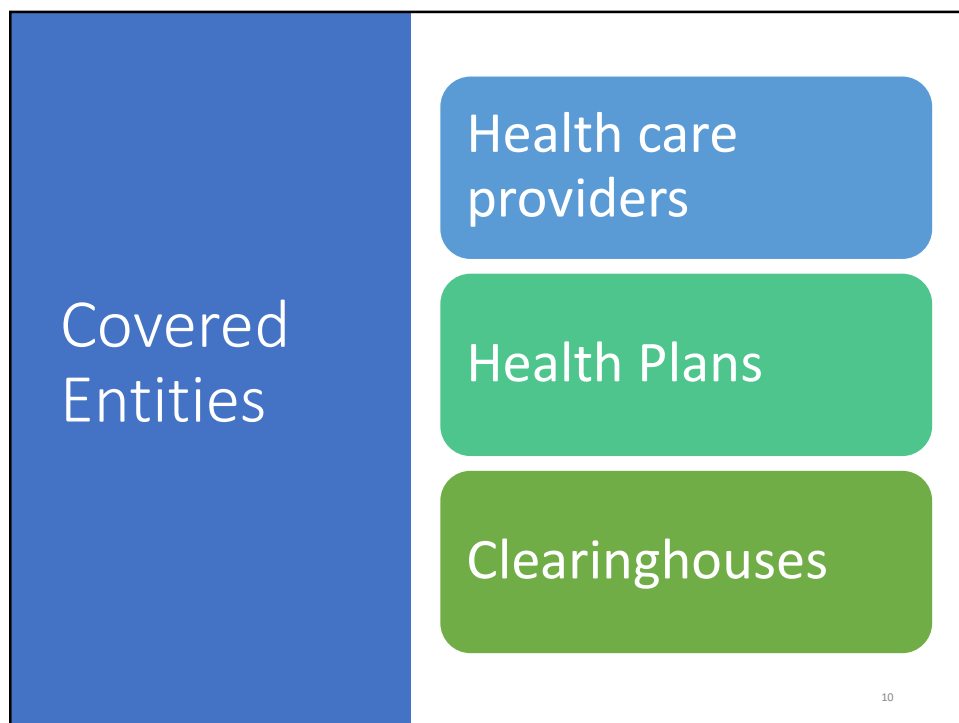 Covered
Entities
Health care
providers
Health Plans
Clearinghouses
10